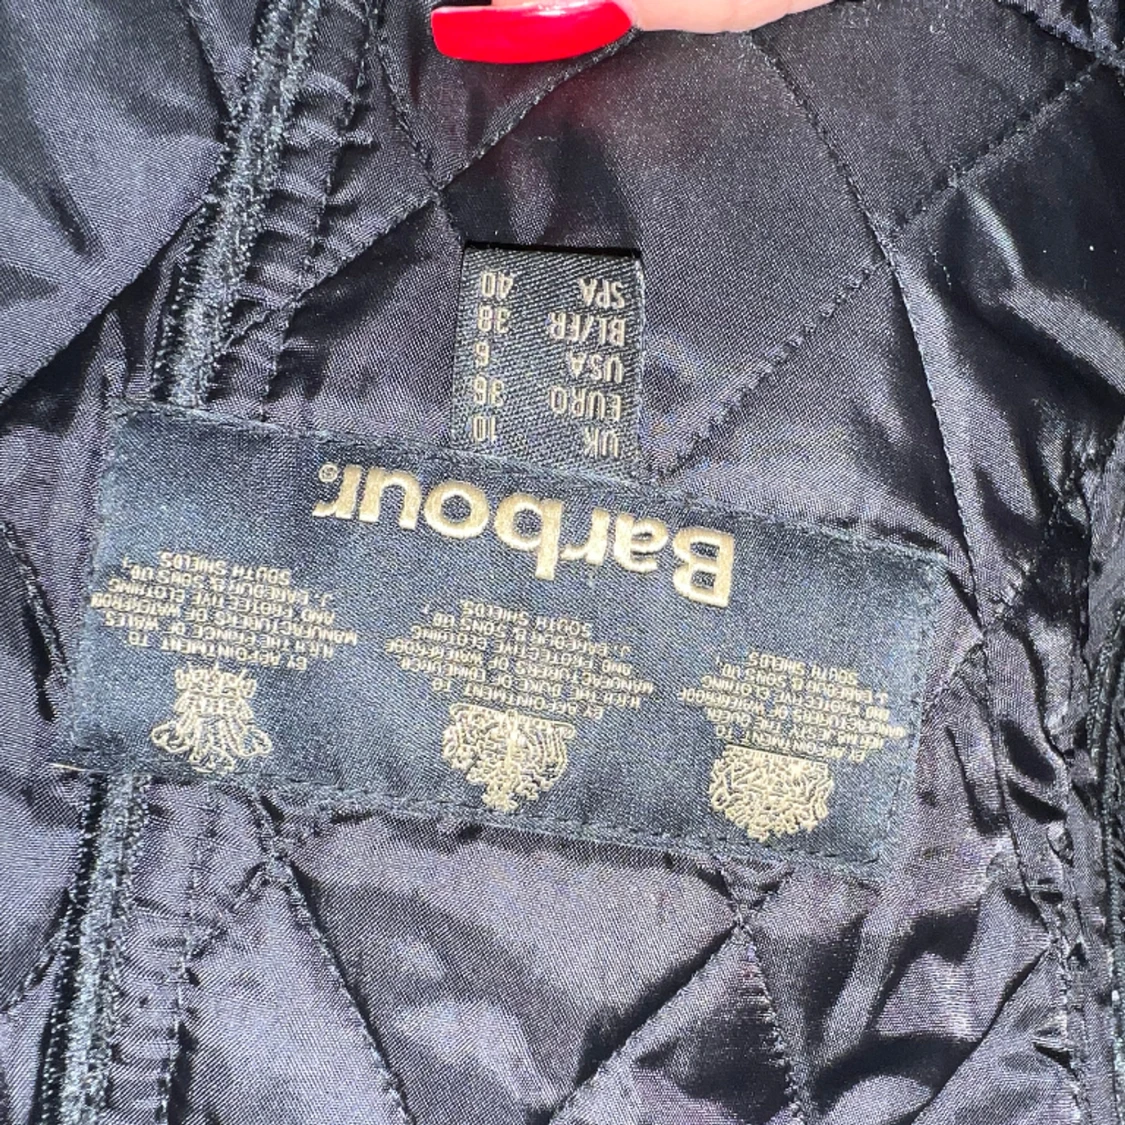 Barbour®
UK 10
EURO 36
USA 6
BL/FR 38
SPA 40
BY APPOINTMENT TO
HER MAJESTY THE QUEEN
MANUFACTURERS OF WATERPROOF
AND PROTECTIVE CLOTHING
J. BARBOUR & SONS LTD.,
SOUTH SHIELDS
BY APPOINTMENT TO
H.R.H. THE DUKE OF EDINBURGH
MANUFACTURERS OF WATERPROOF
AND PROTECTIVE CLOTHING
J. BARBOUR & SONS LTD.,
SOUTH SHIELDS
BY APPOINTMENT TO
H.R.H. THE PRINCE OF WALES
MANUFACTURERS OF WATERPROOF
AND PROTECTIVE CLOTHING
J. BARBOUR & SONS LTD.,
SOUTH SHIELDS